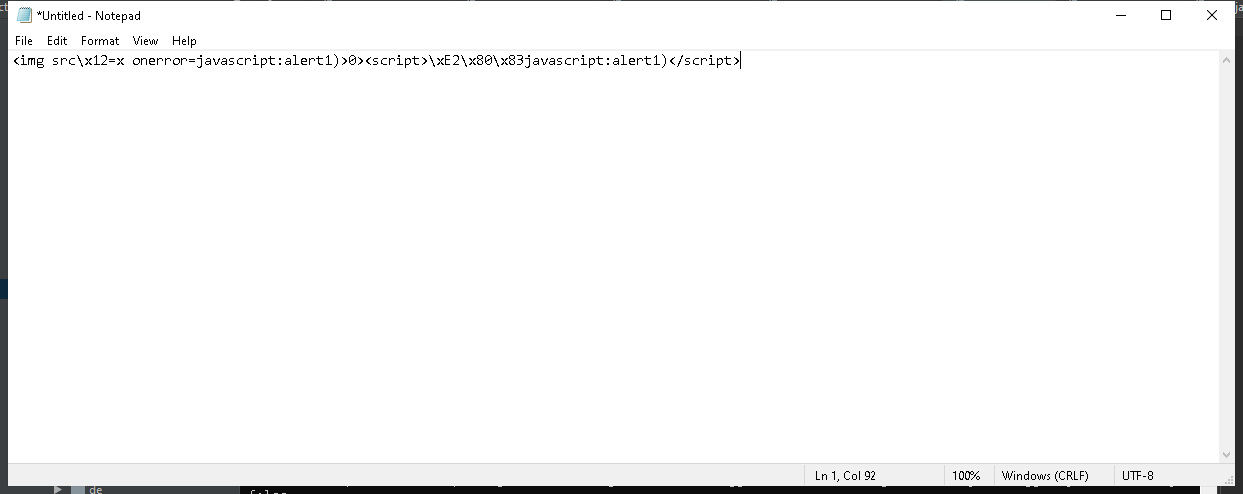 *Untitled - Notepad
File Edit Format View Help
<img src\x12=x onerror=javascript:alert1)>0><script>\xE2\x80\x83javascript:alert1)</script>
Ln 1, Col 92 100% Windows (CRLF) UTF-8
de